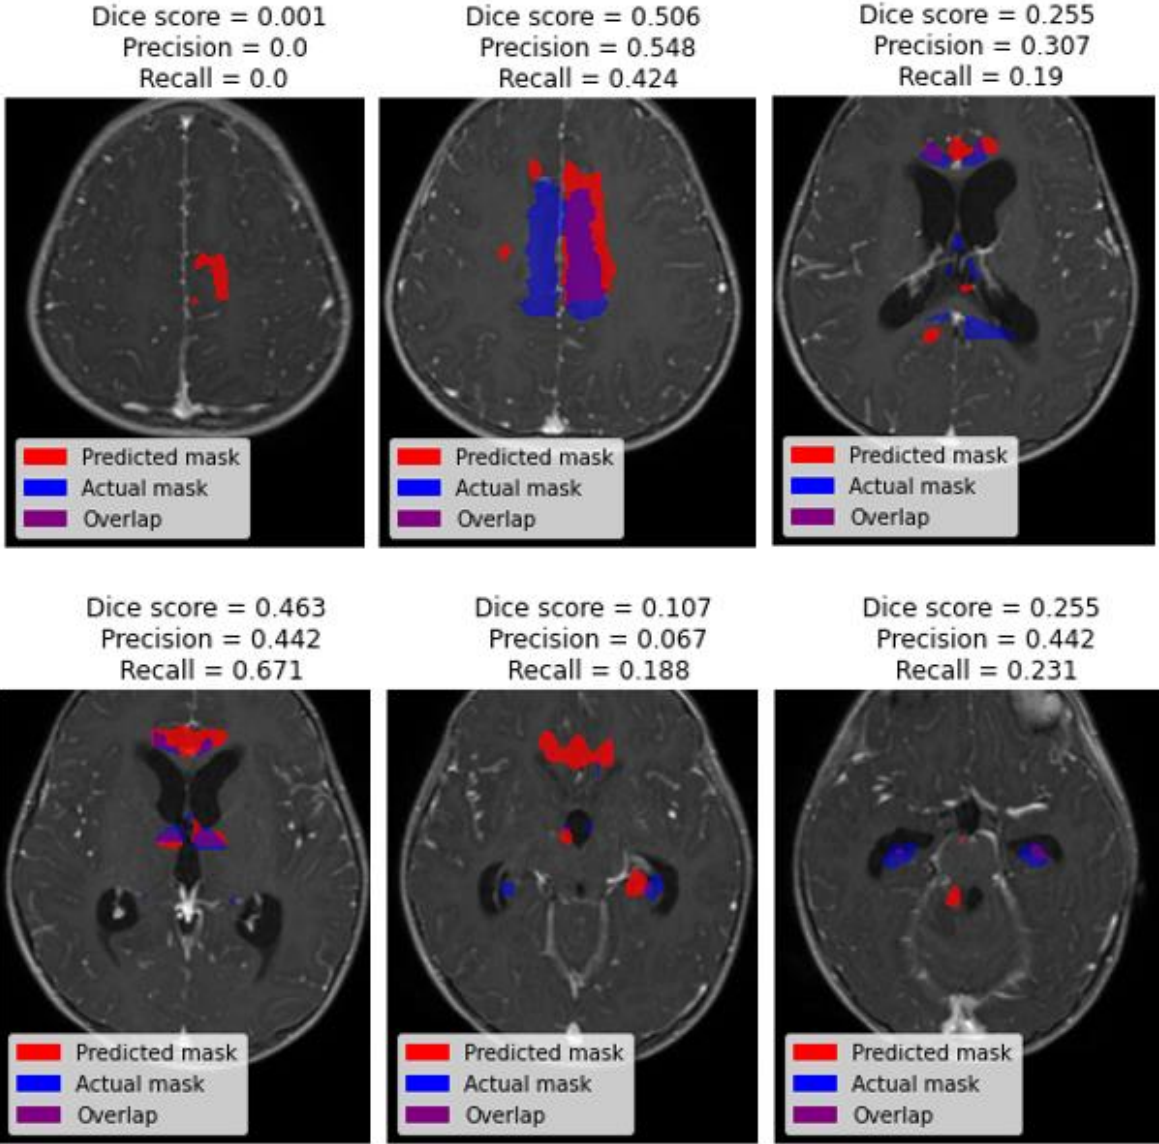 Dice score = 0.001
Precision = 0.0
Recall = 0.0
Dice score = 0.506
Precision = 0.548
Recall = 0.424
Dice score = 0.255
Precision = 0.307
Recall = 0.19
Predicted mask
Actual mask
Overlap
Predicted mask
Actual mask
Overlap
Predicted mask
Actual mask
Overlap
Dice score = 0.463
Precision = 0.442
Recall = 0.671
Dice score = 0.107
Precision = 0.067
Recall = 0.188
Dice score = 0.255
Precision = 0.442
Recall = 0.231
Predicted mask
Actual mask
Overlap
Predicted mask
Actual mask
Overlap
Predicted mask
Actual mask
Overlap